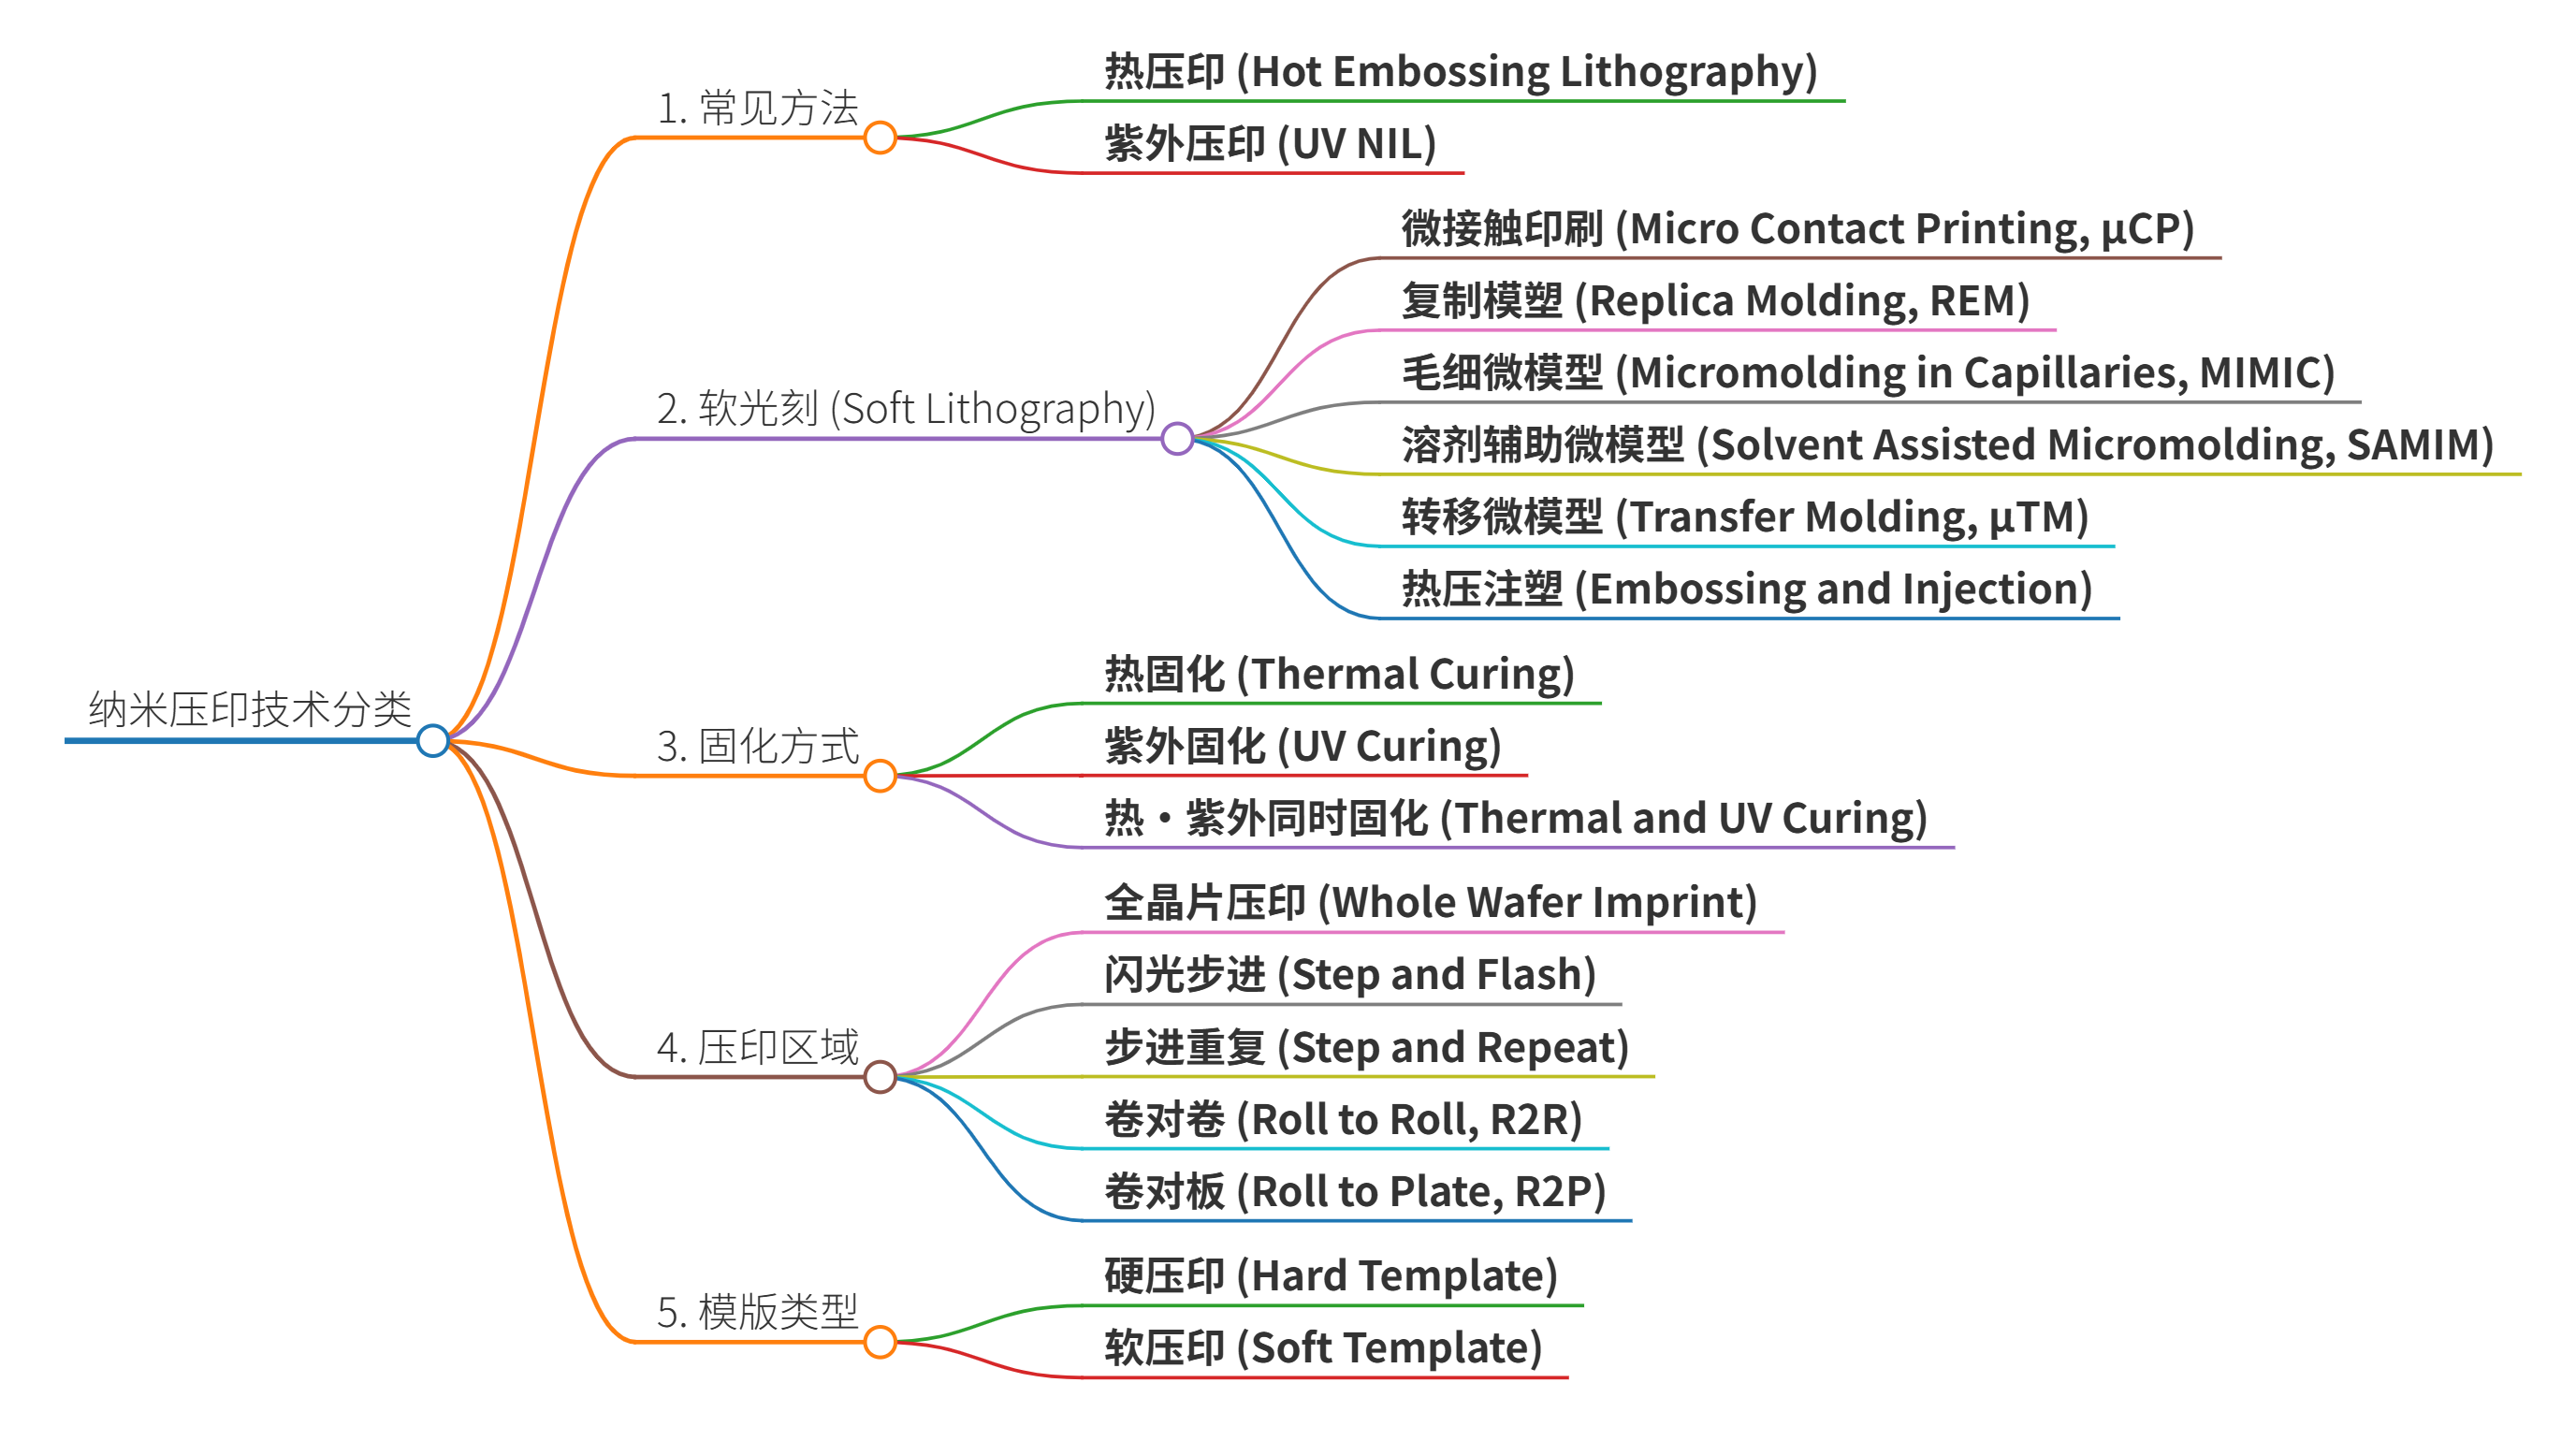 纳米压印技术分类
1. 常见方法
热压印 (Hot Embossing Lithography)
紫外压印 (UV NIL)
2. 软光刻 (Soft Lithography)
微接触印刷 (Micro Contact Printing, μCP)
复制模塑 (Replica Molding, REM)
毛细微模型 (Micromolding in Capillaries, MIMIC)
溶剂辅助微模型 (Solvent Assisted Micromolding, SAMIM)
转移微模型 (Transfer Molding, μTM)
热压注塑 (Embossing and Injection)
3. 固化方式
热固化 (Thermal Curing)
紫外固化 (UV Curing)
热・紫外同时固化 (Thermal and UV Curing)
4. 压印区域
全晶片压印 (Whole Wafer Imprint)
闪光步进 (Step and Flash)
步进重复 (Step and Repeat)
卷对卷 (Roll to Roll, R2R)
卷对板 (Roll to Plate, R2P)
5. 模版类型
硬压印 (Hard Template)
软压印 (Soft Template)